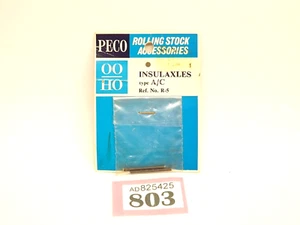 PECO
ROLLING STOCK
ACCESSORIES
OO
HO
INSULAXLES
type A/C
Ref. No. R-5
AD825425
803